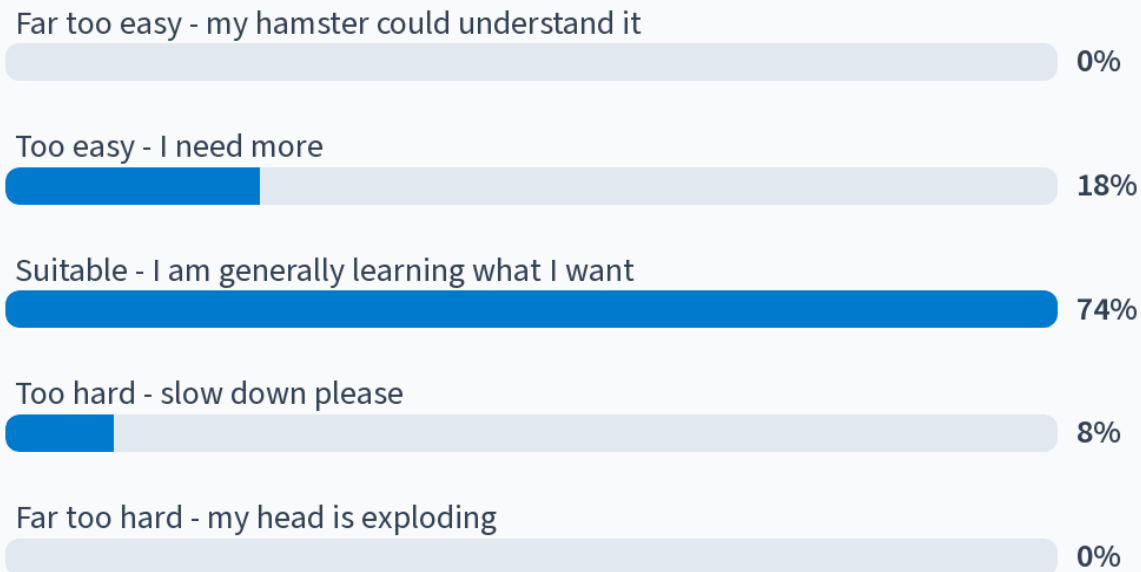 Far too easy - my hamster could understand it
0%
Too easy - I need more
18%
Suitable - I am generally learning what I want
74%
Too hard - slow down please
8%
Far too hard - my head is exploding
0%